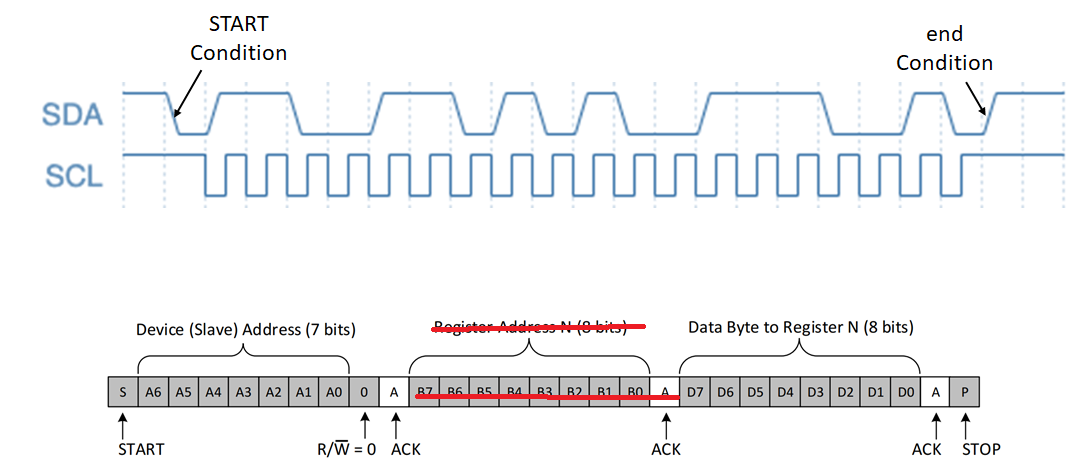 START
Condition
end
Condition
SDA
SCL
Device (Slave) Address (7 bits)
Register Address N (8 bits)
Data Byte to Register N (8 bits)
S A6 A5 A4 A3 A2 A1 A0 0 A B7 B6 B5 B4 B3 B2 B1 B0 A D7 D6 D5 D4 D3 D2 D1 D0 A P
START R/W̅ = 0 ACK ACK ACK STOP